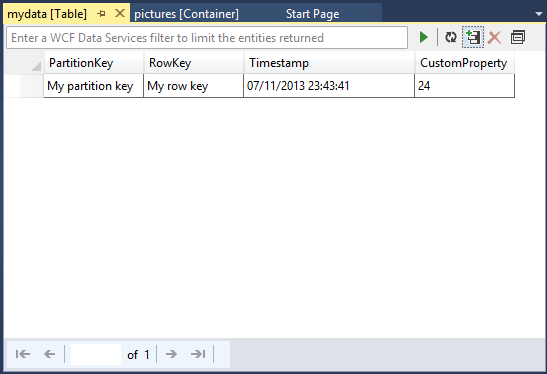 mydata [Table] pictures [Container] Start Page
Enter a WCF Data Services filter to limit the entities returned
PartitionKey RowKey Timestamp CustomProperty
My partition key My row key 07/11/2013 23:43:41 24
of 1